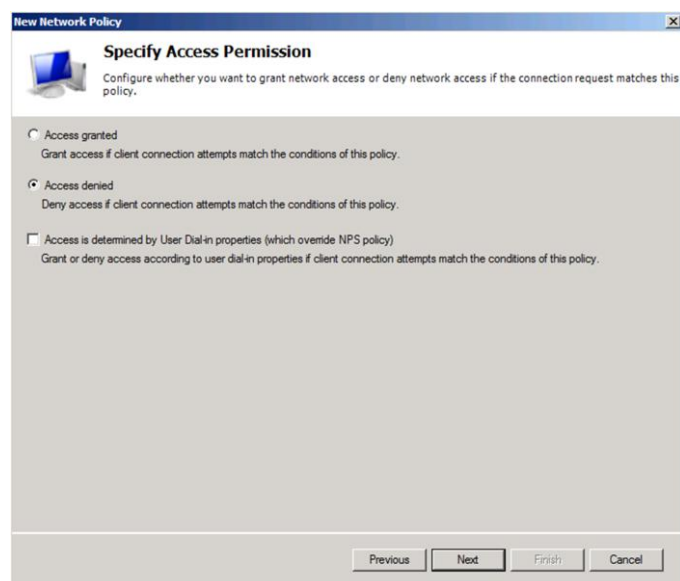 New Network Policy
Specify Access Permission
Configure whether you want to grant network access or deny network access if the connection request matches this
policy.
Access granted
Grant access if client connection attempts match the conditions of this policy.
Access denied
Deny access if client connection attempts match the conditions of this policy.
Access is determined by User Dial-in properties (which override NPS policy)
Grant or deny access according to user dial-in properties if client connection attempts match the conditions of this policy.
Previous Next Finish Cancel